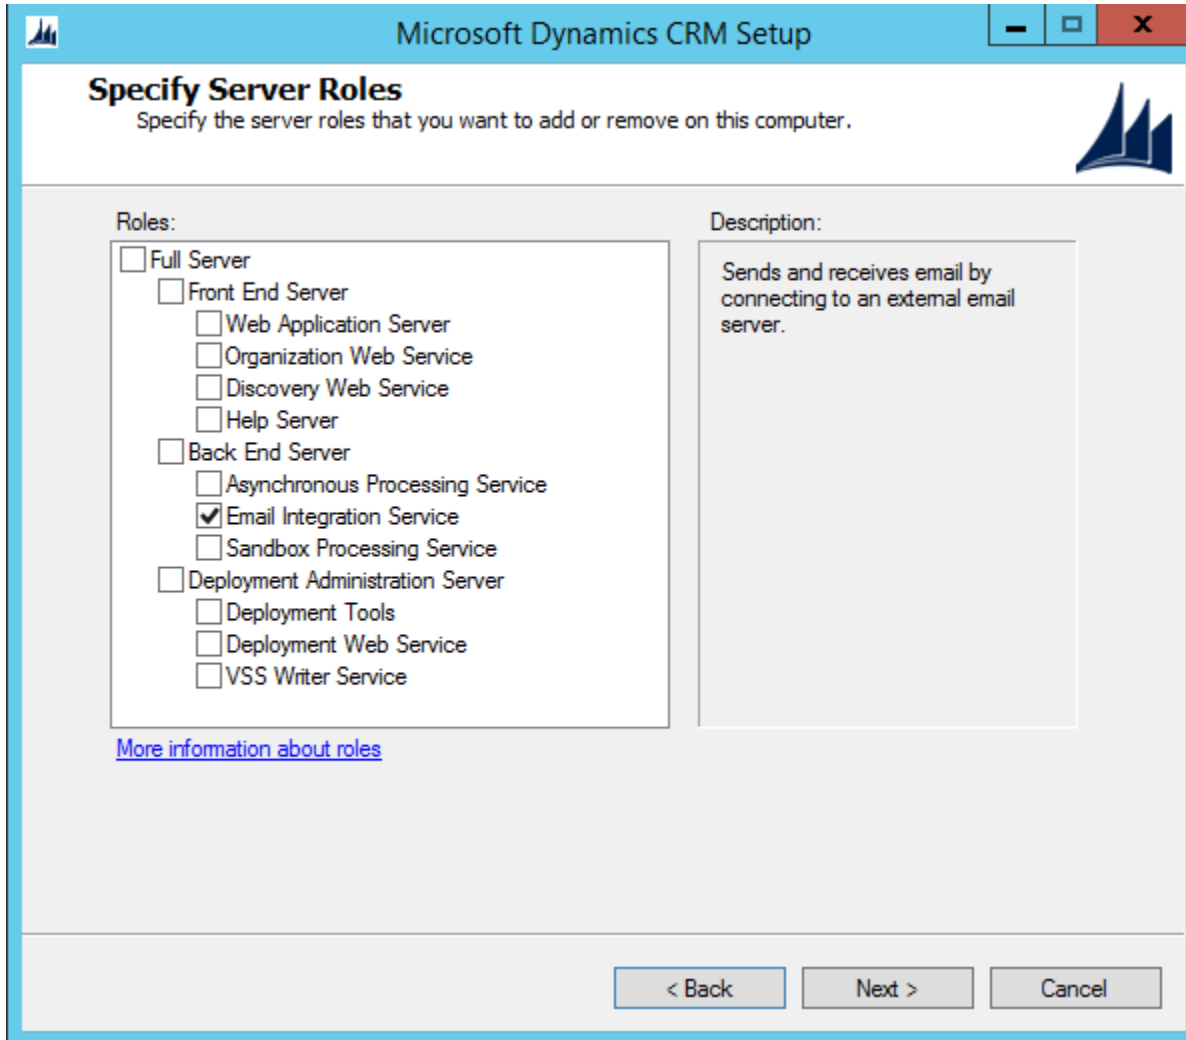 Microsoft Dynamics CRM Setup
Specify Server Roles
Specify the server roles that you want to add or remove on this computer.
Roles:
Full Server
Front End Server
Web Application Server
Organization Web Service
Discovery Web Service
Help Server
Back End Server
Asynchronous Processing Service
Email Integration Service
Sandbox Processing Service
Deployment Administration Server
Deployment Tools
Deployment Web Service
VSS Writer Service
More information about roles
Description:
Sends and receives email by
connecting to an external email
server.
< Back
Next >
Cancel